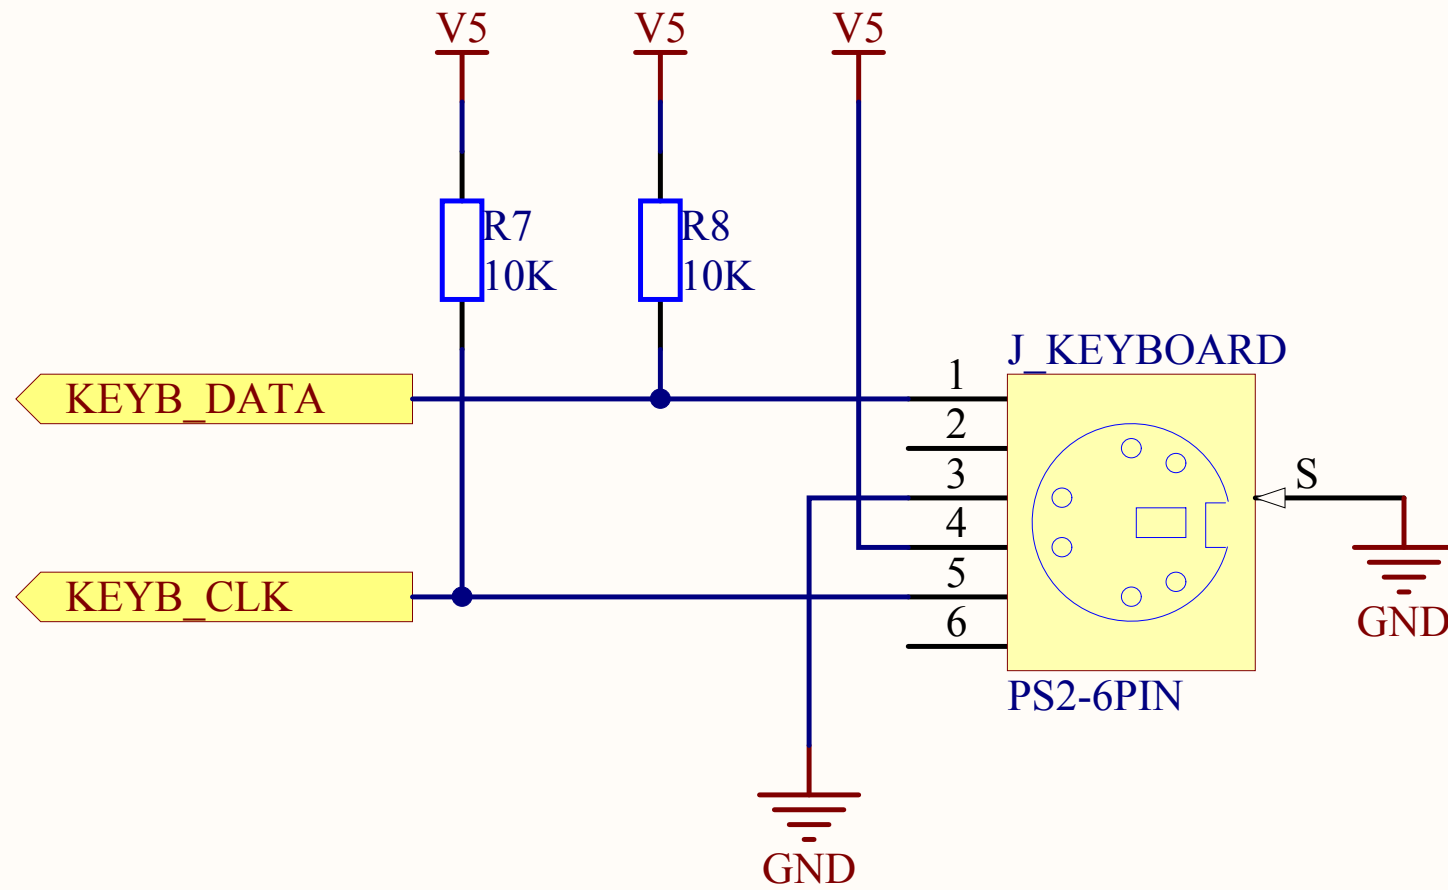 V5
V5
V5
R7
10K
R8
10K
J_KEYBOARD
KEYB_DATA
1
2
3
4
5
6
S
KEYB_CLK
GND
PS2-6PIN
GND